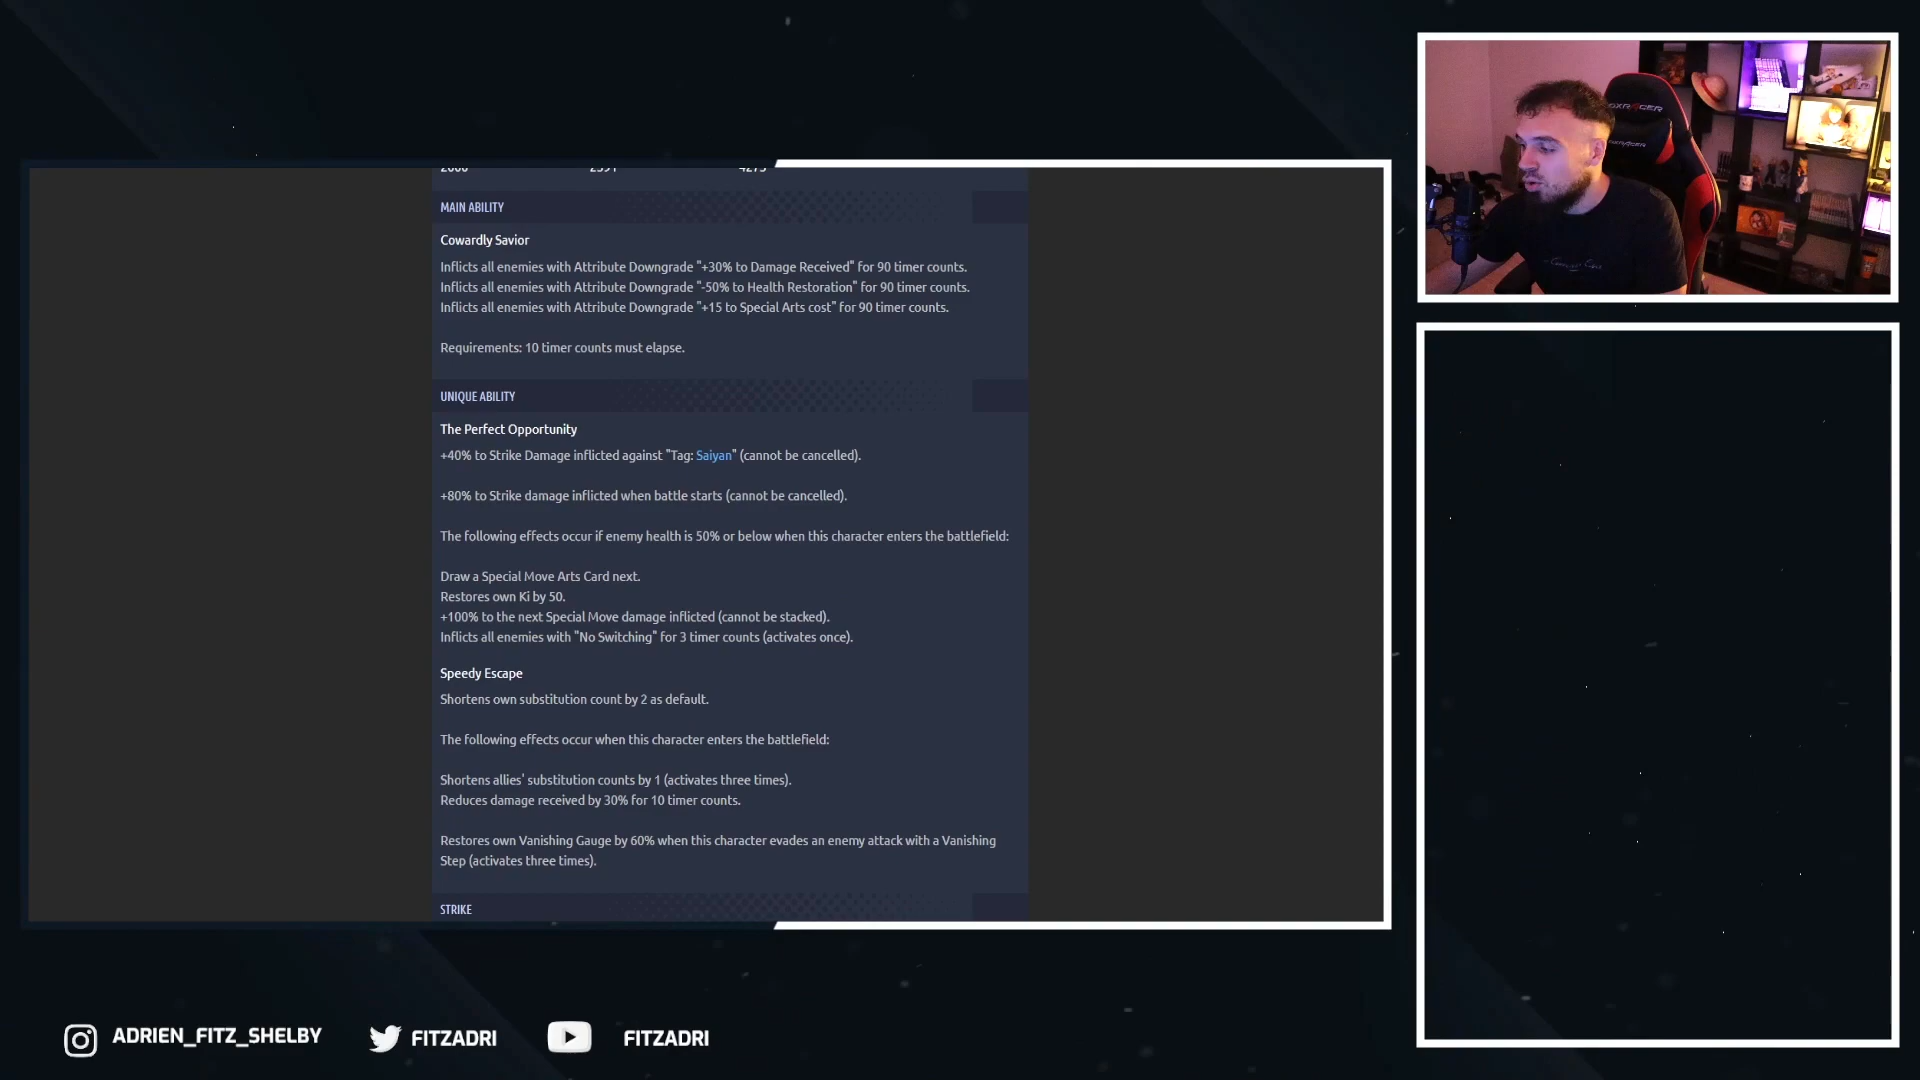 MAIN ABILITY
Cowardly Savior
Inflicts all enemies with Attribute Downgrade "+30% to Damage Received" for 90 timer counts.
Inflicts all enemies with Attribute Downgrade "-50% to Health Restoration" for 90 timer counts.
Inflicts all enemies with Attribute Downgrade "+15 to Special Arts cost" for 90 timer counts.
Requirements: 10 timer counts must elapse.
UNIQUE ABILITY
The Perfect Opportunity
+40% to Strike Damage inflicted against "Tag: Saiyan" (cannot be cancelled).
+80% to Strike damage inflicted when battle starts (cannot be cancelled).
The following effects occur if enemy health is 50% or below when this character enters the battlefield:
Draw a Special Move Arts Card next.
Restores own Ki by 50.
+100% to the next Special Move damage inflicted (cannot be stacked).
Inflicts all enemies with "No Switching" for 3 timer counts (activates once).
Speedy Escape
Shortens own substitution count by 2 as default.
The following effects occur when this character enters the battlefield:
Shortens allies' substitution counts by 1 (activates three times).
Reduces damage received by 30% for 10 timer counts.
Restores own Vanishing Gauge by 60% when this character evades an enemy attack with a Vanishing
Step (activates three times).
STRIKE
ADRIEN_FITZ_SHELBY
FITZADRI
FITZADRI